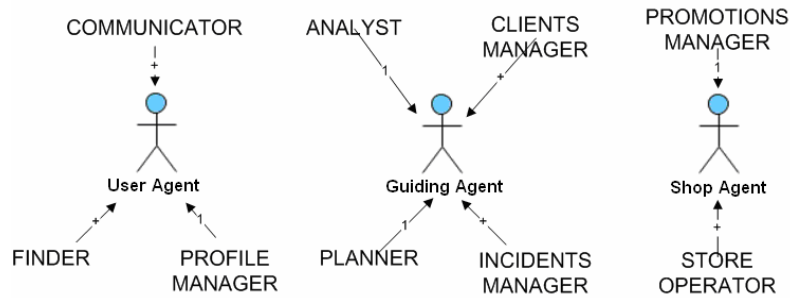 COMMUNICATOR
+
User Agent
+
1
FINDER
PROFILE
MANAGER
ANALYST
CLIENTS
MANAGER
1
+
Guiding Agent
1
+
PLANNER
INCIDENTS
MANAGER
PROMOTIONS
MANAGER
1
Shop Agent
+
STORE
OPERATOR